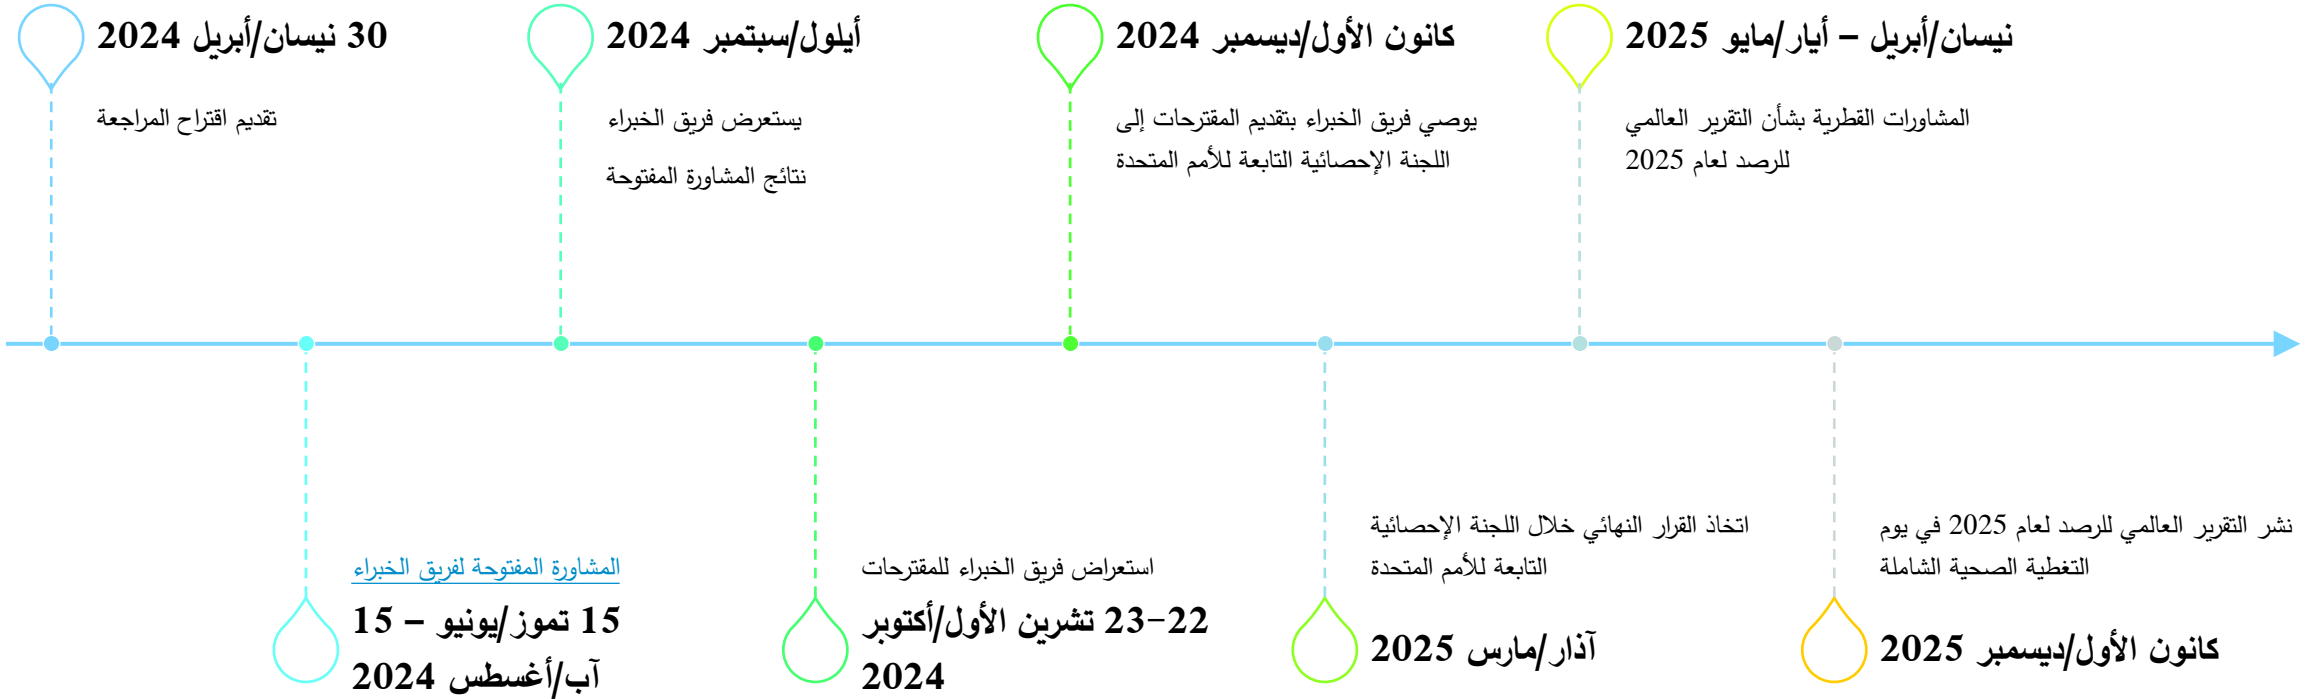 30 نيسان/أبريل 2024
تقديم اقتراح المراجعة
المشاورة المفتوحة لفريق الخبراء
15 تموز/يونيو – 15
آب/أغسطس 2024
أيلول/سبتمبر 2024
يستعرض فريق الخبراء
نتائج المشاورة المفتوحة
استعراض فريق الخبراء للمقترحات
22-23 تشرين الأول/أكتوبر
2024
كانون الأول/ديسمبر 2024
يوصي فريق الخبراء بتقديم المقترحات إلى
اللجنة الإحصائية التابعة للأمم المتحدة
اتخاذ القرار النهائي خلال اللجنة الإحصائية
التابعة للأمم المتحدة
آذار/مارس 2025
نيسان/أبريل – أيار/مايو 2025
المشاورات القطرية بشأن التقرير العالمي
للرصد لعام 2025
نشر التقرير العالمي للرصد لعام 2025 في يوم
التغطية الصحية الشاملة
كانون الأول/ديسمبر 2025